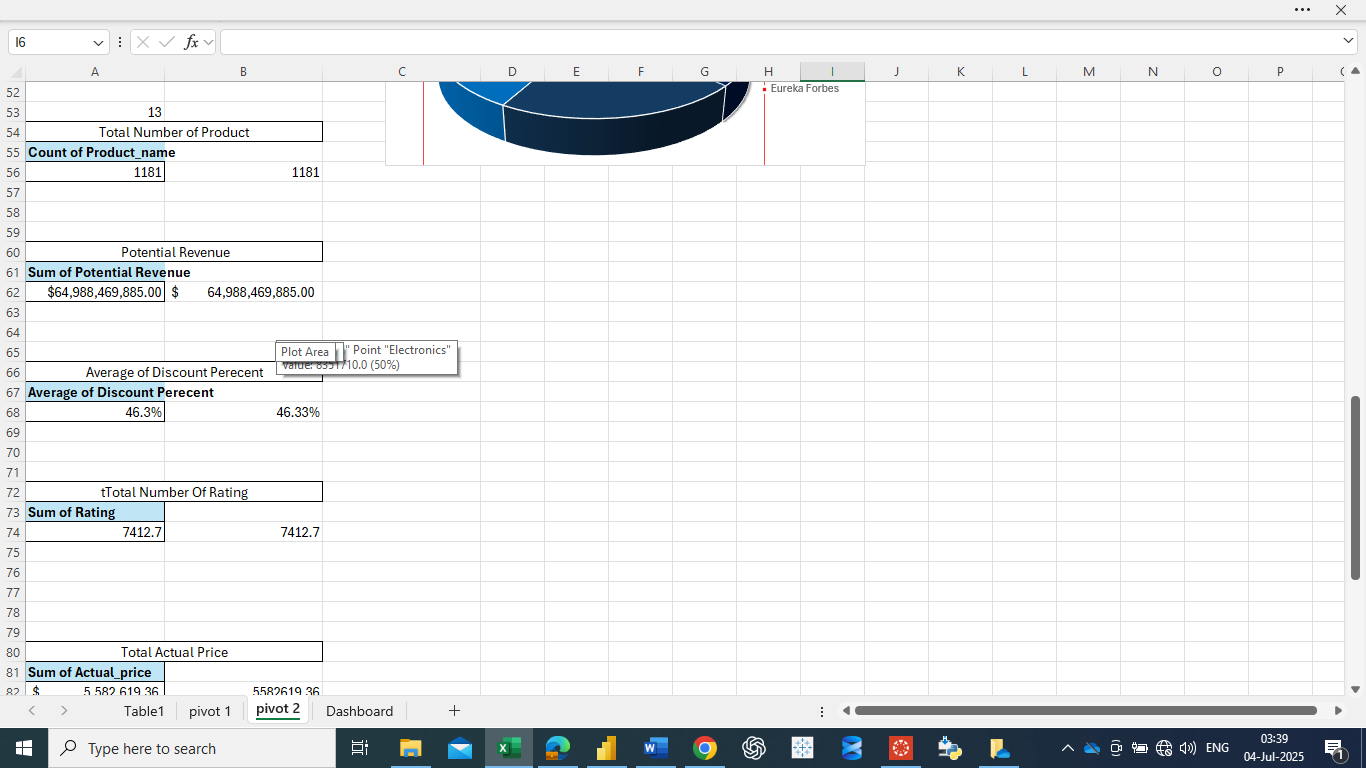 I6
fx
A B C D E F G H I J K L M N O P
52 Eureka Forbes
53 13
54 Total Number of Product
55 Count of Product_name
56 1181 1181
57
58
59
60 Potential Revenue
61 Sum of Potential Revenue
62 $64,988,469,885.00 $ 64,988,469,885.00
63
64
65 Plot Area " Point "Electronics"
Value: 8351710.0 (50%)
66 Average of Discount Perecent
67 Average of Discount Perecent
68 46.3% 46.33%
69
70
71
72 tTotal Number Of Rating
73 Sum of Rating
74 7412.7 7412.7
75
76
77
78
79
80 Total Actual Price
81 Sum of Actual_price
82 $ 5,582,619.36 5582619.36
Table1 pivot 1 pivot 2 Dashboard
Type here to search
ENG
03:39
04-Jul-2025
1